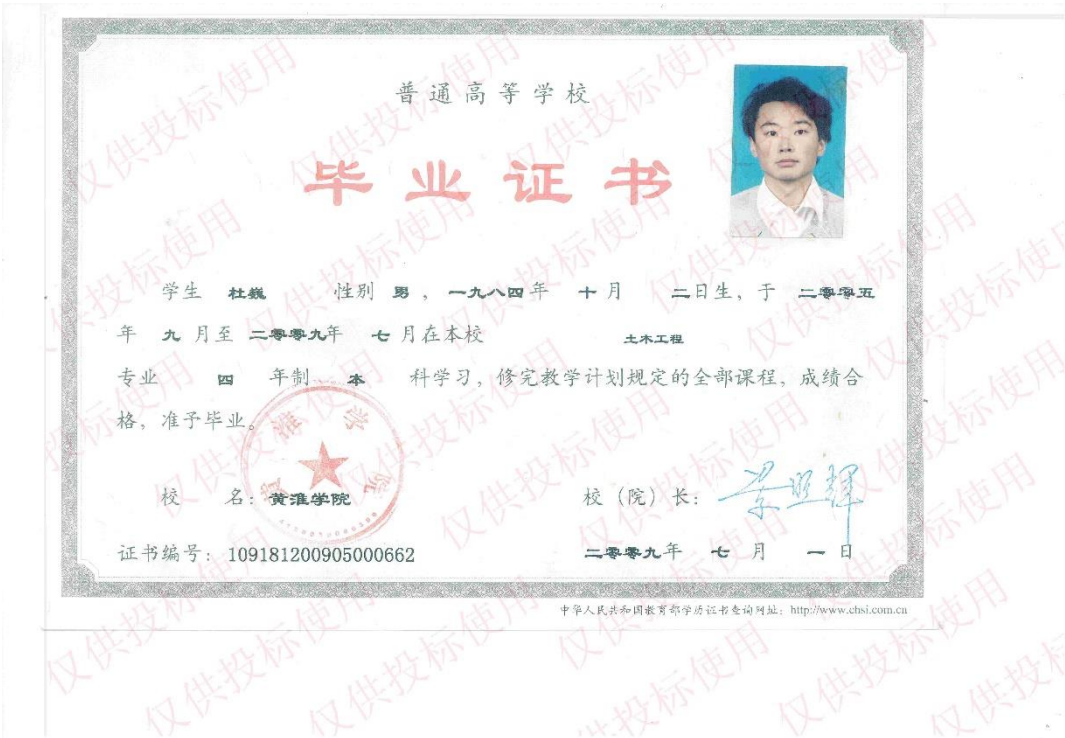 普通高等学校
毕业证书
学生 杜巍 性别 男 ，一九八四年 十 月 二日生，于 二零零五
年 九 月至 二零零九年 七 月在本校 土木工程
专业 四 年制 本 科学习，修完教学计划规定的全部课程，成绩合
格，准予毕业。
校 名：黄淮学院
校（院）长：
证书编号：109181200905000662
二零零九年 七 月 一 日
中华人民共和国教育部学历证书查询网址：http://www.chsi.com.cn
黄淮学院
仅供投标使用